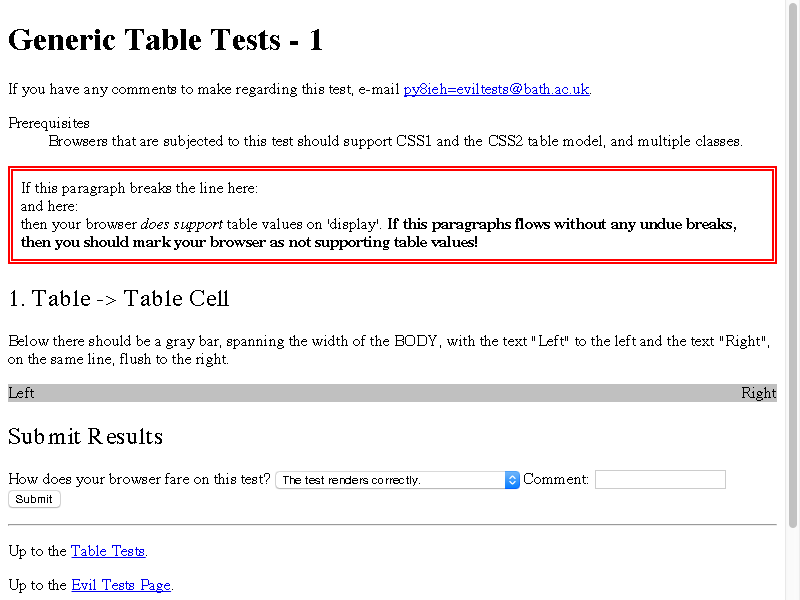 Generic Table Tests - 1
If you have any comments to make regarding this test, e-mail py8ieh=eviltests@bath.ac.uk.
Prerequisites
Browsers that are subjected to this test should support CSS1 and the CSS2 table model, and multiple classes.
If this paragraph breaks the line here:
and here:
then your browser does support table values on 'display'. If this paragraphs flows without any undue breaks,
then you should mark your browser as not supporting table values!
1. Table -> Table Cell
Below there should be a gray bar, spanning the width of the BODY, with the text "Left" to the left and the text "Right",
on the same line, flush to the right.
Left Right
Submit Results
How does your browser fare on this test? The test renders correctly. Comment:
Submit
Up to the Table Tests.
Up to the Evil Tests Page.